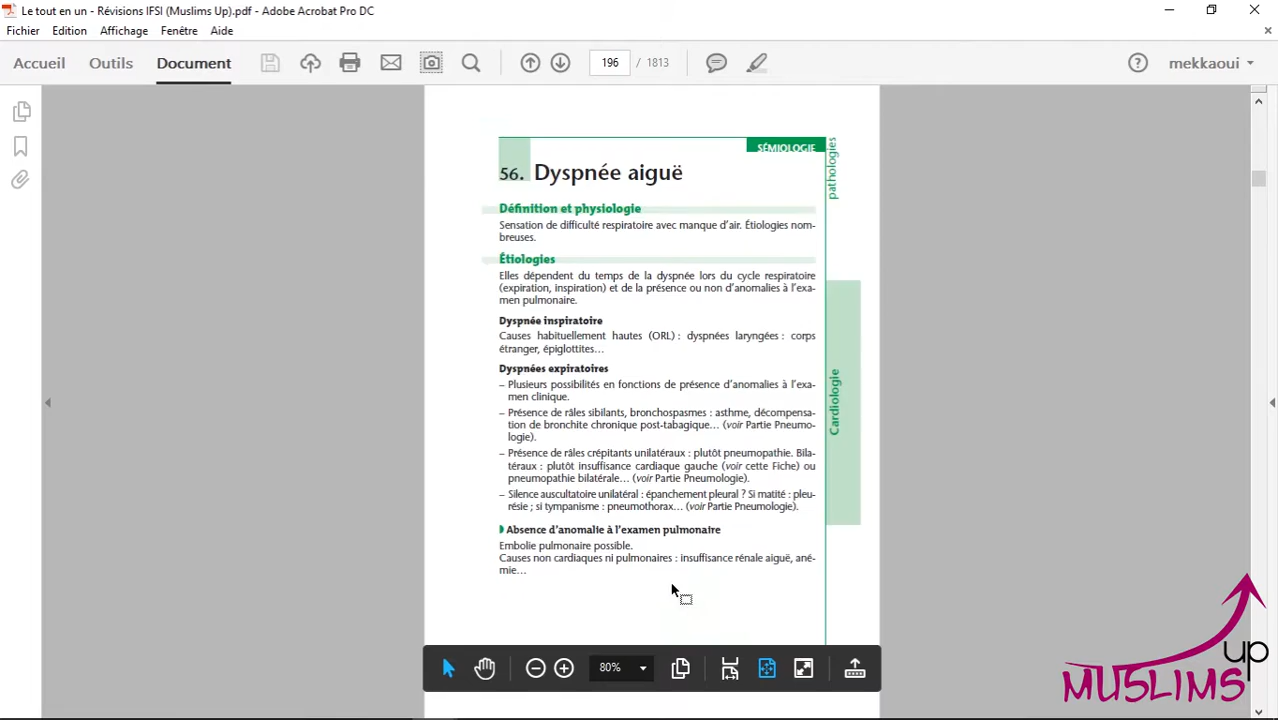 Le tout en un - Révisions IFSI (Muslims Up).pdf - Adobe Acrobat Pro DC
Fichier Edition Affichage Fenêtre Aide
Accueil Outils Document 196 / 1813 mekkaoui
SÉMIOLOGIE
pathologies
56. Dyspnée aiguë
Définition et physiologie
Sensation de difficulté respiratoire avec manque d'air. Étiologies nom-
breuses.
Étiologies
Elles dépendent du temps de la dyspnée lors du cycle respiratoire
(expiration, inspiration) et de la présence ou non d'anomalies à l'exa-
men pulmonaire.
Dyspnée inspiratoire
Causes habituellement hautes (ORL) : dyspnées laryngées : corps
étranger, épiglottites…
Dyspnées expiratoires
– Plusieurs possibilités en fonctions de présence d'anomalies à l'exa-
men clinique.
– Présence de râles sibilants, bronchospasmes : asthme, décompensa-
tion de bronchite chronique post-tabagique… (voir Partie Pneumo-
logie).
– Présence de râles crépitants unilatéraux : plutôt pneumopathie. Bila-
téraux : plutôt insuffisance cardiaque gauche (voir cette Fiche) ou
pneumopathie bilatérale… (voir Partie Pneumologie).
– Silence auscultatoire unilatéral : épanchement pleural ? Si matité : pleu-
résie ; si tympanisme : pneumothorax… (voir Partie Pneumologie).
Absence d'anomalie à l'examen pulmonaire
Embolie pulmonaire possible.
Causes non cardiaques ni pulmonaires : insuffisance rénale aiguë, ané-
mie…
Cardiologie
80%
MUSLIMS up